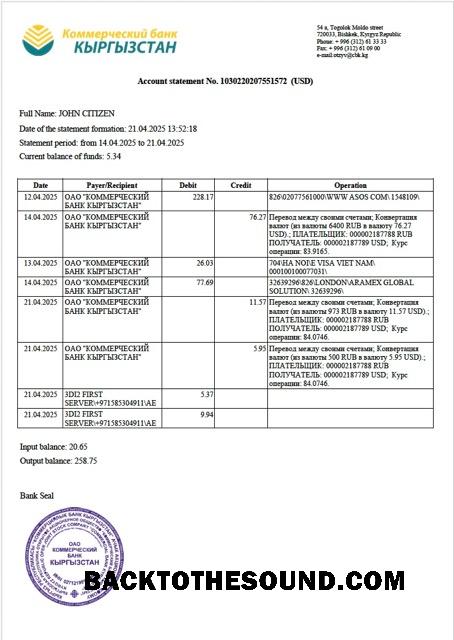 Коммерческий банк
КЫРГЫЗСТАН
54 a, Togolok Moldo street
720033, Bishkek, Kyrgyz Republic
Phone: + 996 (312) 61 33 33
Fax: + 996 (312) 61 09 00
e-mail:otzyv@cbk.kg
Account statement No. 1030220207551572 (USD)
Full Name: JOHN CITIZEN
Date of the statement formation: 21.04.2025 13:52:18
Statement period: from 14.04.2025 to 21.04.2025
Current balance of funds: 5.34
Date Payer/Recipient Debit Credit Operation
12.04.2025 ОАО "КОММЕРЧЕСКИЙ 228.17 826\02077561000\WWW ASOS COM\1548109\
БАНК КЫРГЫЗСТАН"
14.04.2025 ОАО "КОММЕРЧЕСКИЙ 76.27 Перевод между своими счетами; Конвертация
БАНК КЫРГЫЗСТАН" валют (из валюты 6400 RUB в валюту 76.27
USD).; ПЛАТЕЛЬЩИК: 000002187788 RUB
ПОЛУЧАТЕЛЬ: 000002187789 USD; Курс
операции: 83.9165.
13.04.2025 ОАО "КОММЕРЧЕСКИЙ 26.03 704\HA NOI\E VISA VIET NAM\
БАНК КЫРГЫЗСТАН" 000100100077031\
14.04.2025 ОАО "КОММЕРЧЕСКИЙ 77.69 32639296\826\LONDON\ARAMEX GLOBAL
БАНК КЫРГЫЗСТАН" SOLUTION\ 32639296\
21.04.2025 ОАО "КОММЕРЧЕСКИЙ 11.57 Перевод между своими счетами; Конвертация
БАНК КЫРГЫЗСТАН" валют (из валюты 973 RUB в валюту 11.57 USD).;
ПЛАТЕЛЬЩИК: 000002187788 RUB
ПОЛУЧАТЕЛЬ: 000002187789 USD; Курс
операции: 84.0746.
21.04.2025 ОАО "КОММЕРЧЕСКИЙ 5.95 Перевод между своими счетами; Конвертация
БАНК КЫРГЫЗСТАН" валют (из валюты 500 RUB в валюту 5.95 USD).;
ПЛАТЕЛЬЩИК: 000002187788 RUB
ПОЛУЧАТЕЛЬ: 000002187789 USD; Курс
операции: 84.0746.
21.04.2025 3DI2 FIRST 5.37
SERVER\+971585304911\AE
21.04.2025 3DI2 FIRST 9.94
SERVER\+971585304911\AE
Input balance: 20.65
Output balance: 258.75
Bank Seal
ОАО
КОММЕРЧЕСКИЙ
БАНК
КЫРГЫЗСТАН
BACKTOTHESOUND.COM